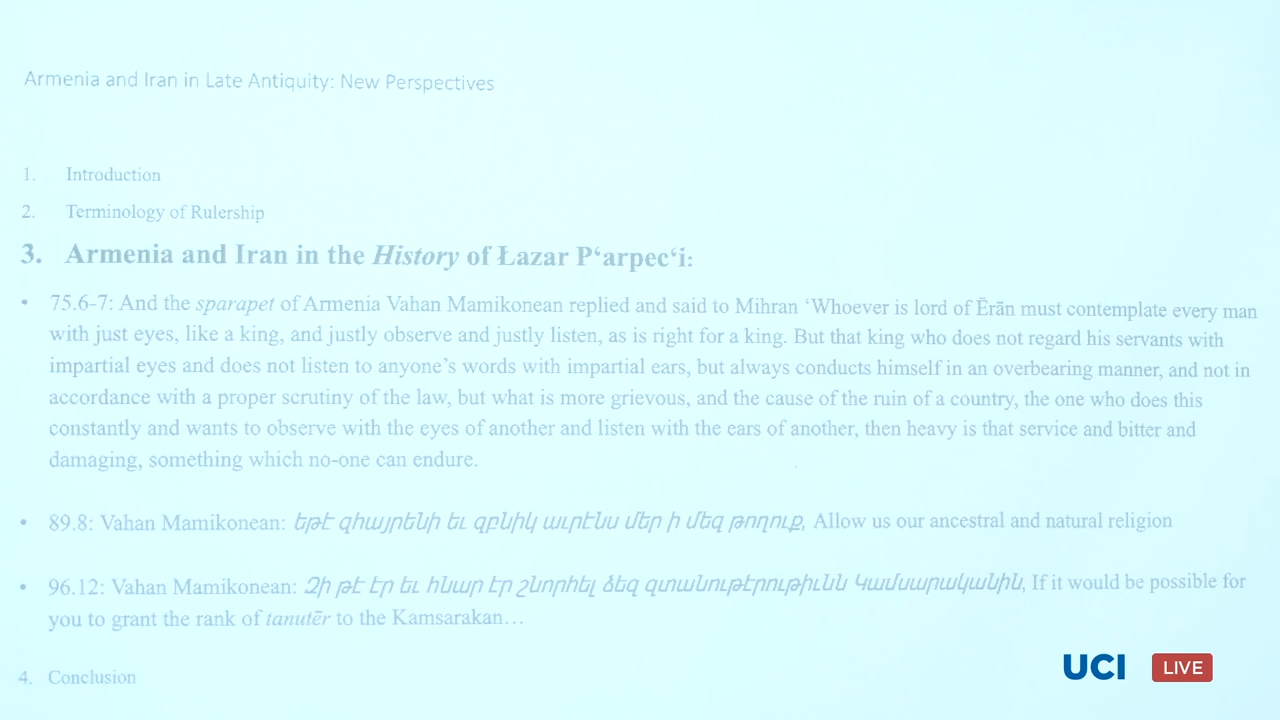 Armenia and Iran in Late Antiquity: New Perspectives
1. Introduction
2. Terminology of Rulership
3. Armenia and Iran in the History of Łazar P‘arpec‘i:
• 75.6-7: And the sparapet of Armenia Vahan Mamikonean replied and said to Mihran ‘Whoever is lord of Ērān must contemplate every man
with just eyes, like a king, and justly observe and justly listen, as is right for a king. But that king who does not regard his servants with
impartial eyes and does not listen to anyone’s words with impartial ears, but always conducts himself in an overbearing manner, and not in
accordance with a proper scrutiny of the law, but what is more grievous, and the cause of the ruin of a country, the one who does this
constantly and wants to observe with the eyes of another and listen with the ears of another, then heavy is that service and bitter and
damaging, something which no-one can endure.
• 89.8: Vahan Mamikonean: եթէ զհայրենի եւ զբնիկ աւրէնս մեր ի մեզ թողուք, Allow us our ancestral and natural religion
• 96.12: Vahan Mamikonean: Զի թէ էր եւ հնար էր շնորհել ձեզ զտանուտէրութիւնն Կամսարականին, If it would be possible for
you to grant the rank of tanutēr to the Kamsarakan…
4. Conclusion
UCI LIVE